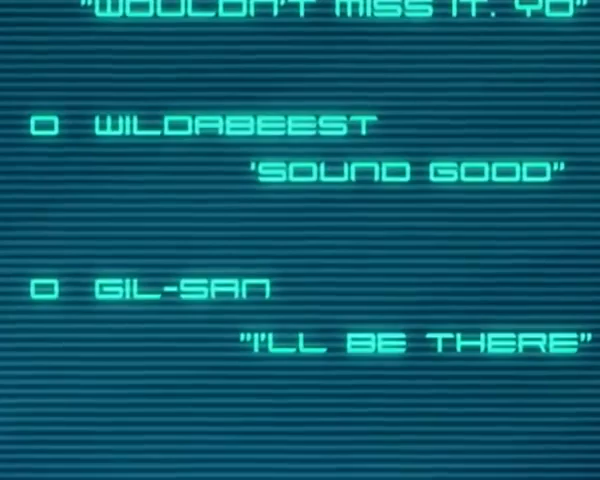 "WOULDN'T MISS IT. YO"
O WILDABEEST
'SOUND GOOD"
O GIL-SAN
"I'LL BE THERE"